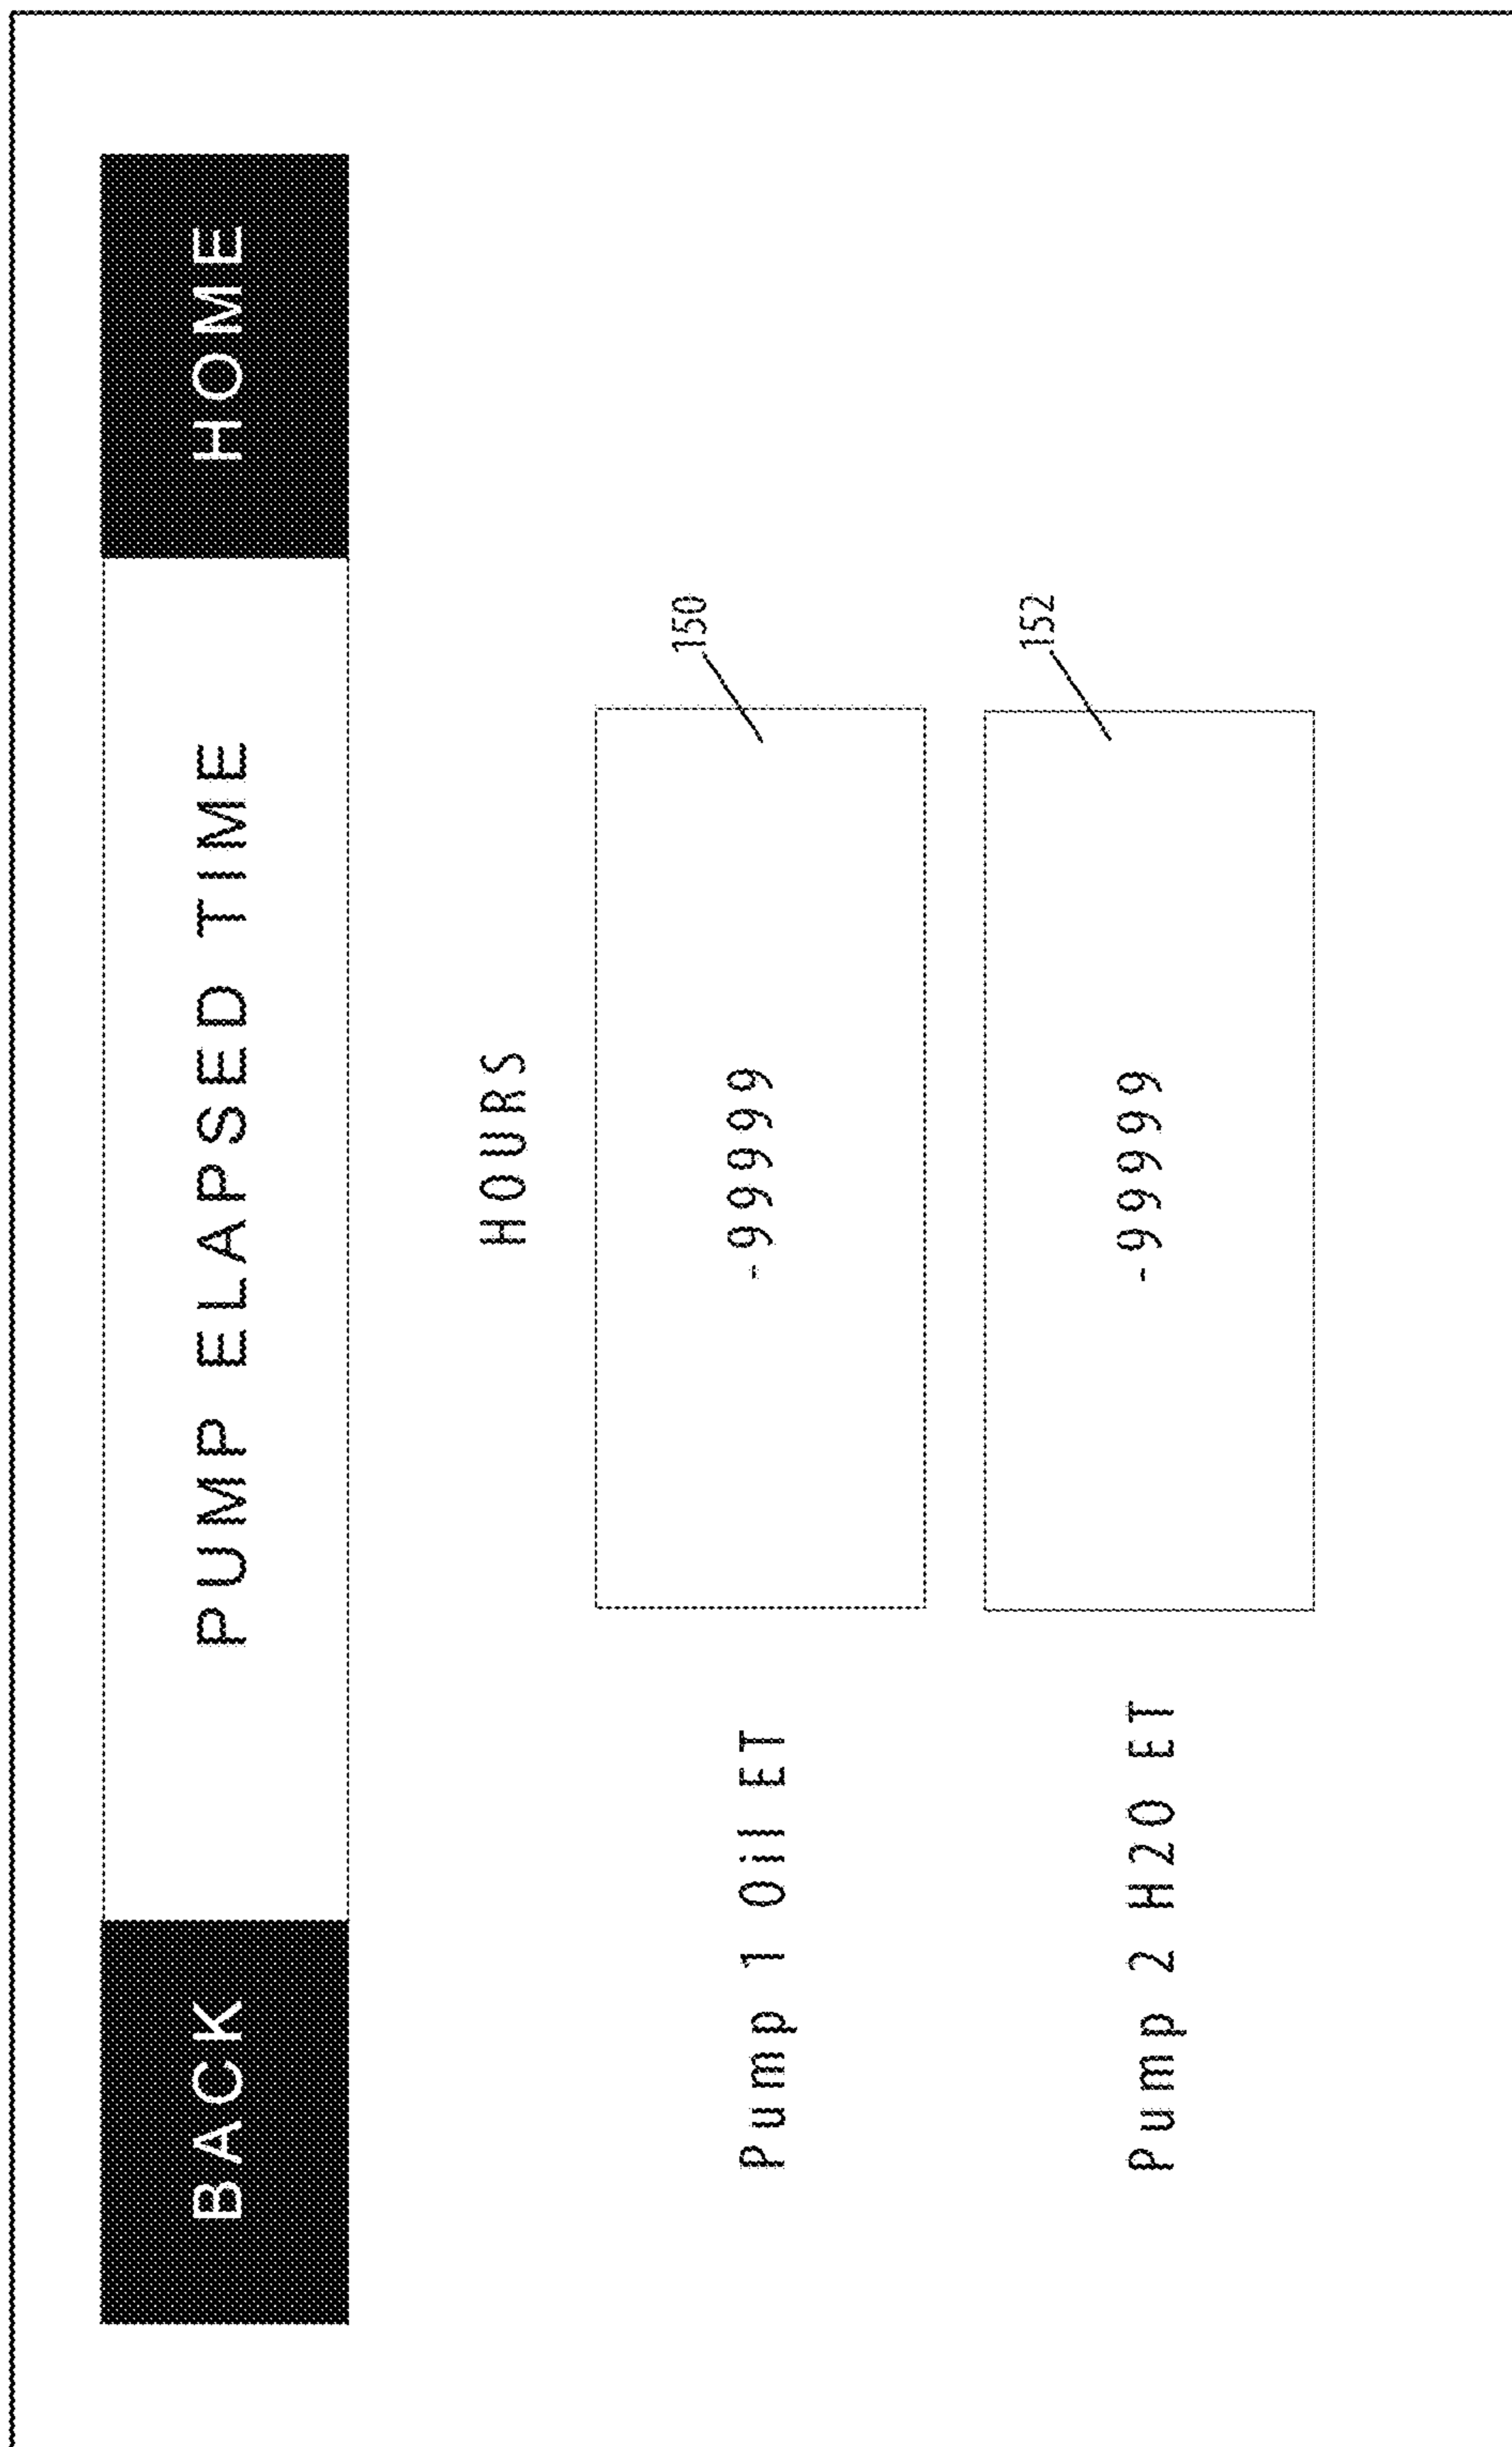 BACK PUMP ELAPSED TIME HOME
HOURS
150
Pump 1 Oil ET -99999
152
Pump 2 H2O ET -99999